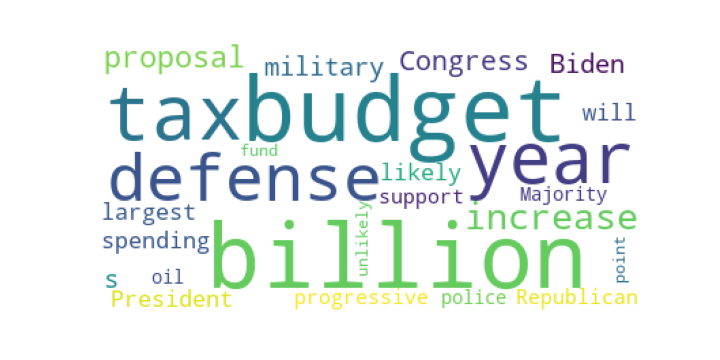 proposal military Congress Biden
tax budget will
fund year
defense likely
support Majority
largest increase
spending billion unlikely point
s oil
President progressive police Republican